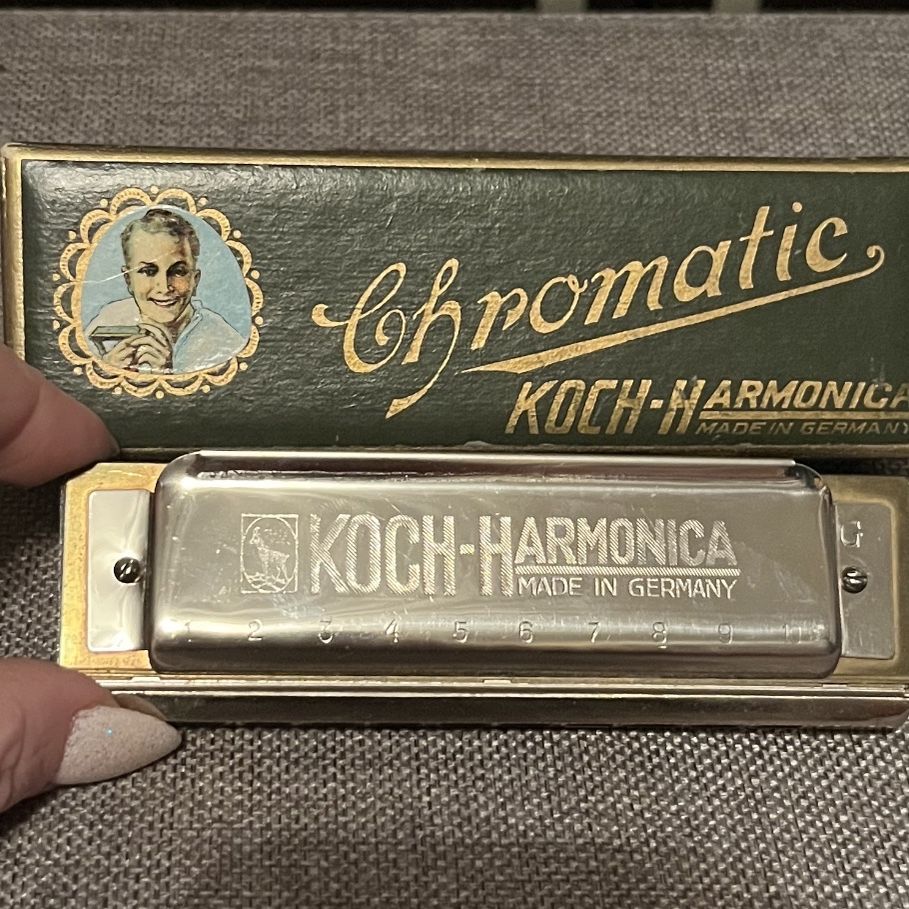 Chromatic
KOCH-HARMONICA
MADE IN GERMANY
KOCH-HARMONICA
MADE IN GERMANY
G
1 2 3 4 5 6 7 8 9 10